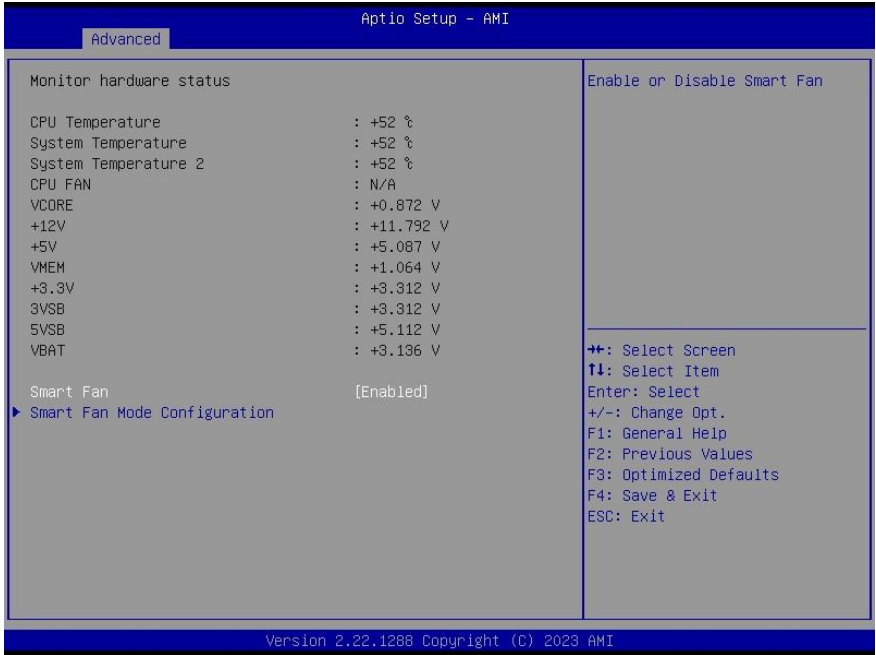 Aptio Setup - AMI
Advanced
Monitor hardware status
CPU Temperature : +52 ℃
System Temperature : +52 ℃
System Temperature 2 : +52 ℃
CPU FAN : N/A
VCORE : +0.872 V
+12V : +11.792 V
+5V : +5.087 V
VMEM : +1.064 V
+3.3V : +3.312 V
3VSB : +3.312 V
5VSB : +5.112 V
VBAT : +3.136 V
Smart Fan [Enabled]
▶ Smart Fan Mode Configuration
Enable or Disable Smart Fan
→←: Select Screen
↑↓: Select Item
Enter: Select
+/-: Change Opt.
F1: General Help
F2: Previous Values
F3: Optimized Defaults
F4: Save & Exit
ESC: Exit
Version 2.22.1288 Copyright (C) 2023 AMI